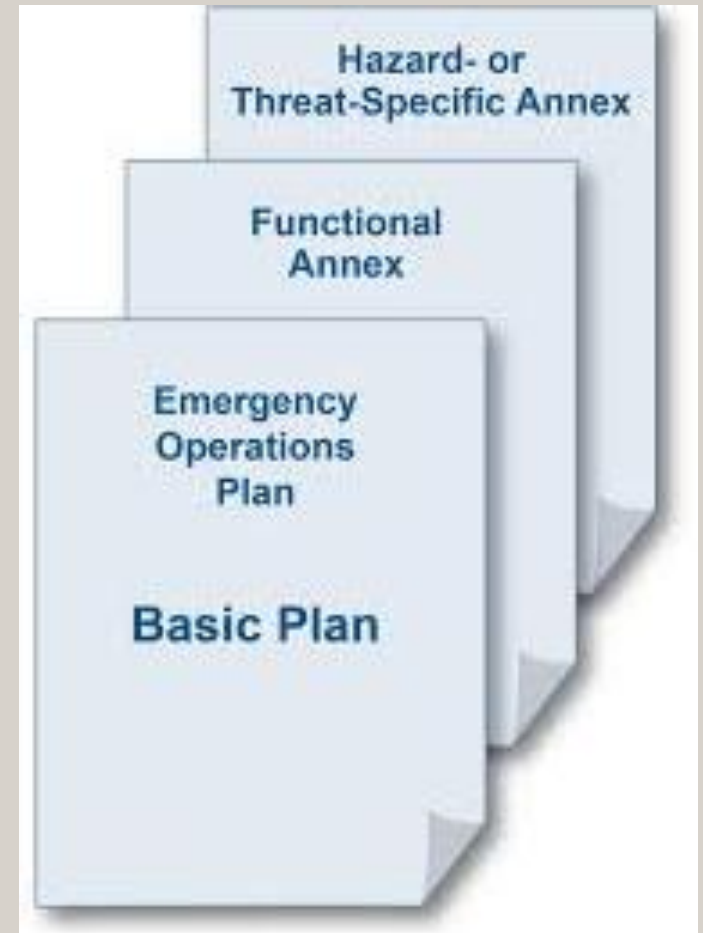 Hazard- or
Threat-Specific Annex
Functional
Annex
Emergency
Operations
Plan
Basic Plan